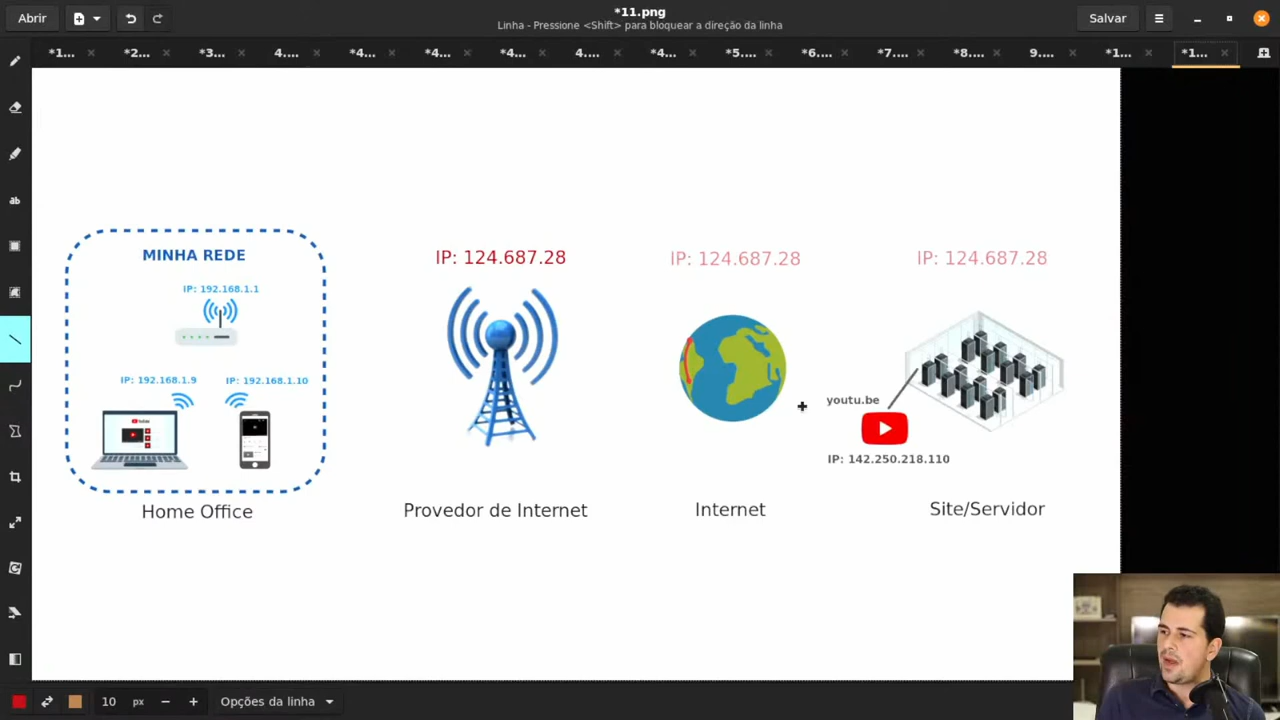 *11.png
Linha - Pressione <Shift> para bloquear a direção da linha
Abrir
Salvar
*1...
*2...
*3...
4....
*4...
*4...
*4...
4....
*4...
*5....
*6....
*7....
*8....
9....
*1...
*1...
ab
MINHA REDE
IP: 192.168.1.1
IP: 192.168.1.9
IP: 192.168.1.10
Home Office
IP: 124.687.28
Provedor de Internet
IP: 124.687.28
Internet
IP: 124.687.28
youtu.be
IP: 142.250.218.110
Site/Servidor
10
px
Opções da linha